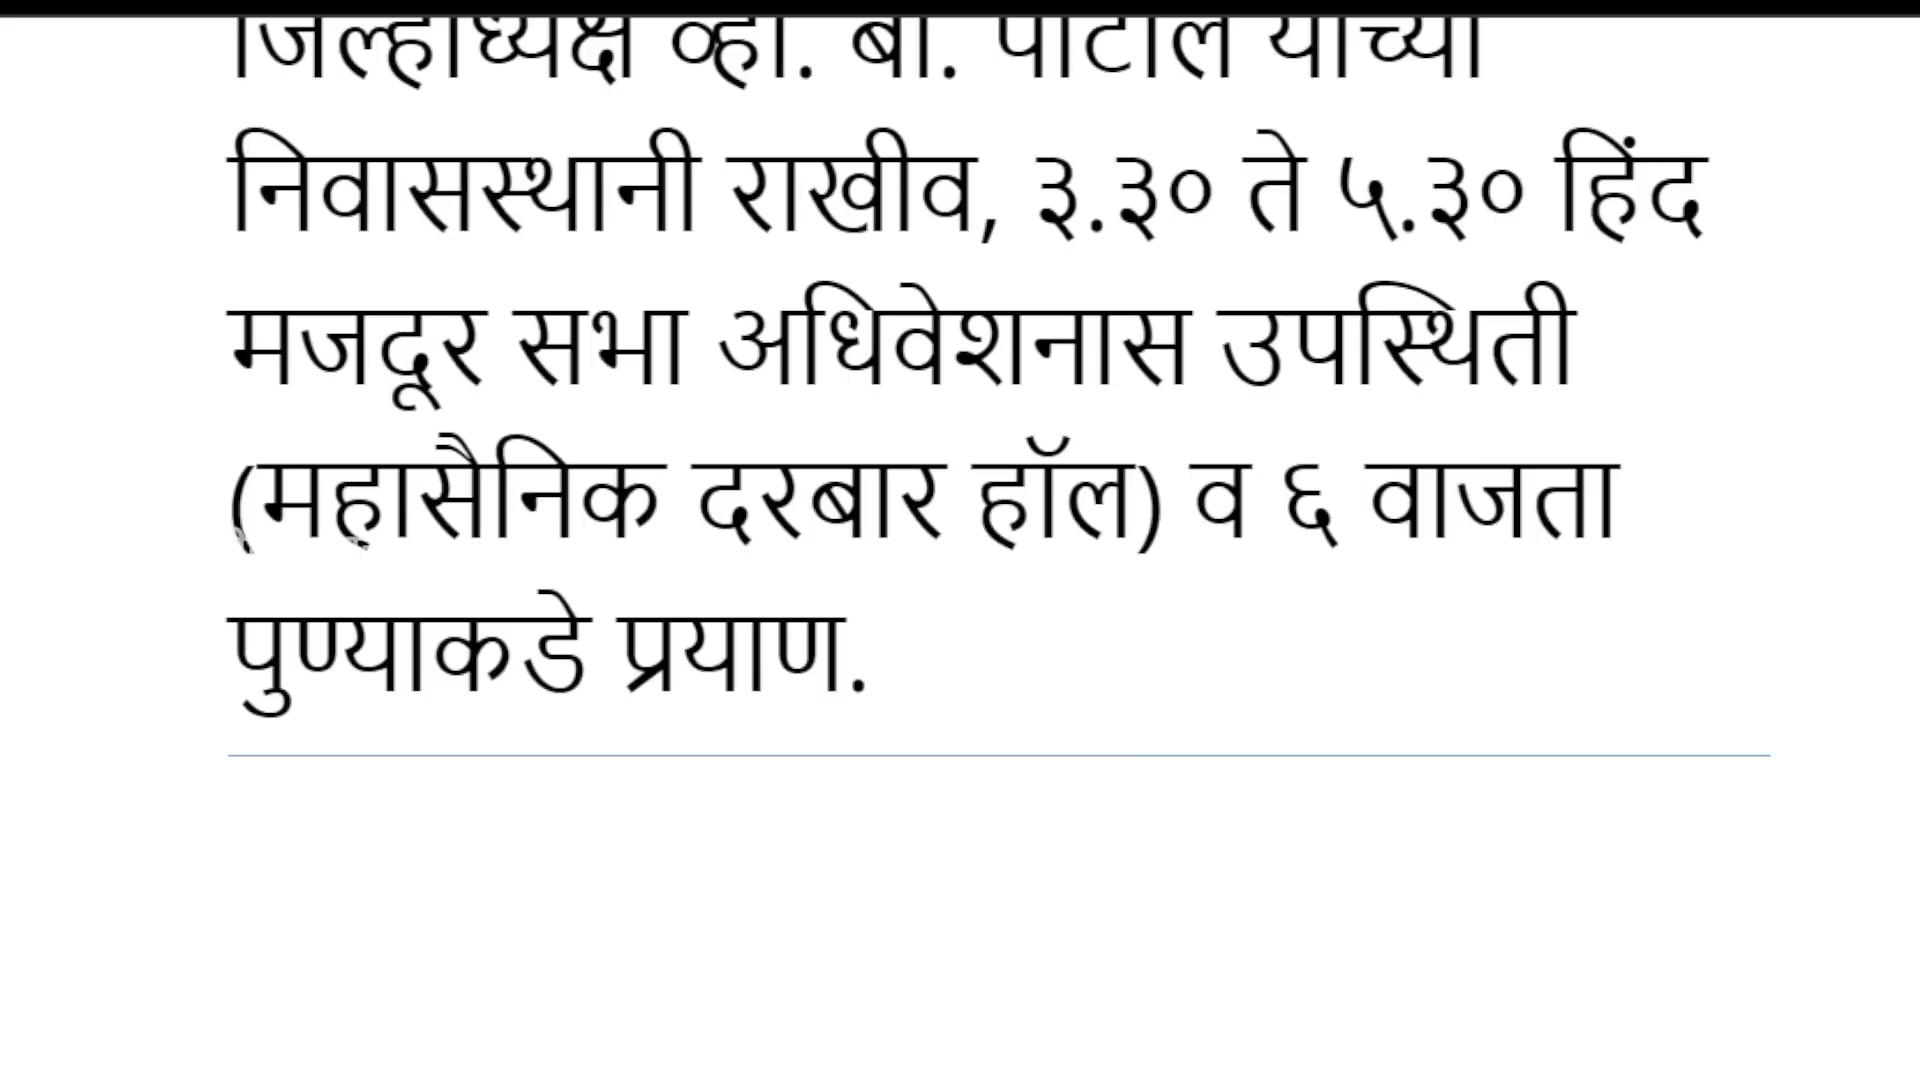 जिल्हाध्यक्ष व्ही. बी. पाटील यांच्या
निवासस्थानी राखीव, ३.३० ते ५.३० हिंद
मजदूर सभा अधिवेशनास उपस्थिती
(महासैनिक दरबार हॉल) व ६ वाजता
पुण्याकडे प्रयाण.